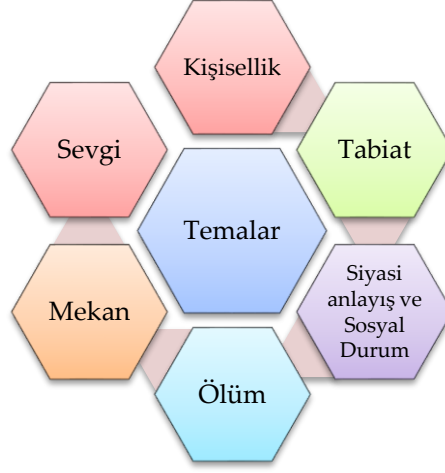 Kişisellik
Sevgi
Tabiat
Temalar
Mekan
Siyasi
anlayış ve
Sosyal
Durum
Ölüm